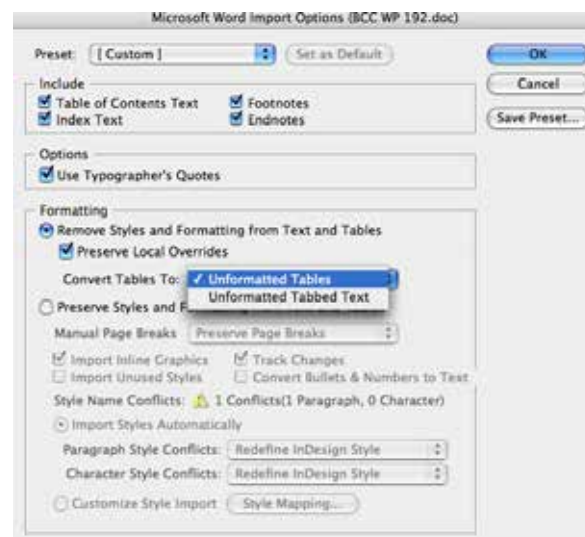 Microsoft Word Import Options (BCC WP 192.doc)
Preset: [Custom] Set as Default OK
Include Cancel
Table of Contents Text Footnotes
Index Text Endnotes Save Preset...
Options
Use Typographer's Quotes
Formatting
Remove Styles and Formatting from Text and Tables
Preserve Local Overrides
Convert Tables To: ✓ Unformatted Tables
Unformatted Tabbed Text
Preserve Styles and F
Manual Page Breaks Preserve Page Breaks
Import Inline Graphics Track Changes
Import Unused Styles Convert Bullets & Numbers to Text
Style Name Conflicts: 1 Conflicts(1 Paragraph, 0 Character)
Import Styles Automatically
Paragraph Style Conflicts: Redefine InDesign Style
Character Style Conflicts: Redefine InDesign Style
Customize Style Import Style Mapping...